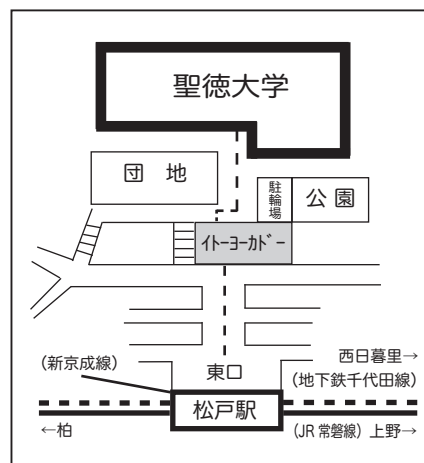 聖徳大学
団 地
駐輪場
公 園
イトーヨーカドー
東口
西日暮里→
(新京成線)
(地下鉄千代田線)
松戸駅
←柏
(JR 常磐線) 上野→